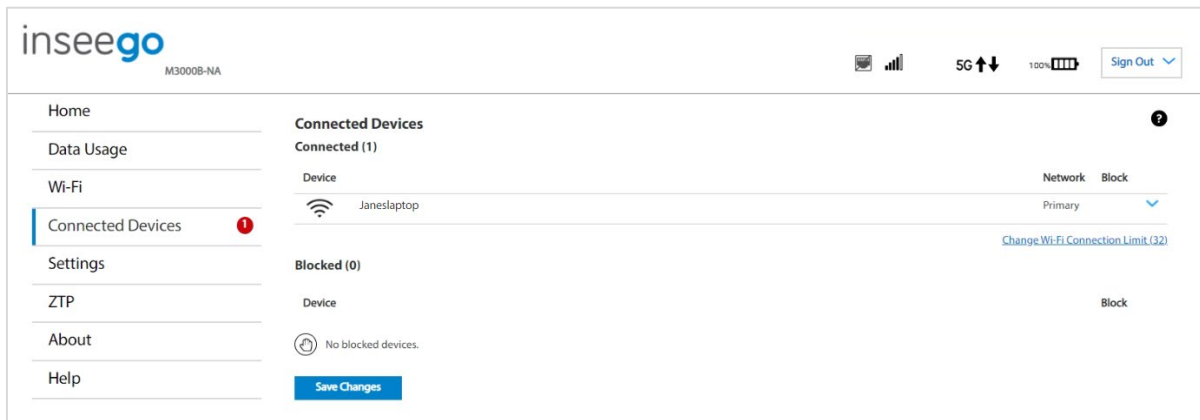 inseego
M3000B-NA
5G 100% Sign Out
Home
Data Usage
Wi-Fi
Connected Devices 1
Settings
ZTP
About
Help
Connected Devices ?
Connected (1)
Device Network Block
Janeslaptop Primary
Change Wi-Fi Connection Limit (32)
Blocked (0)
Device Block
No blocked devices.
Save Changes